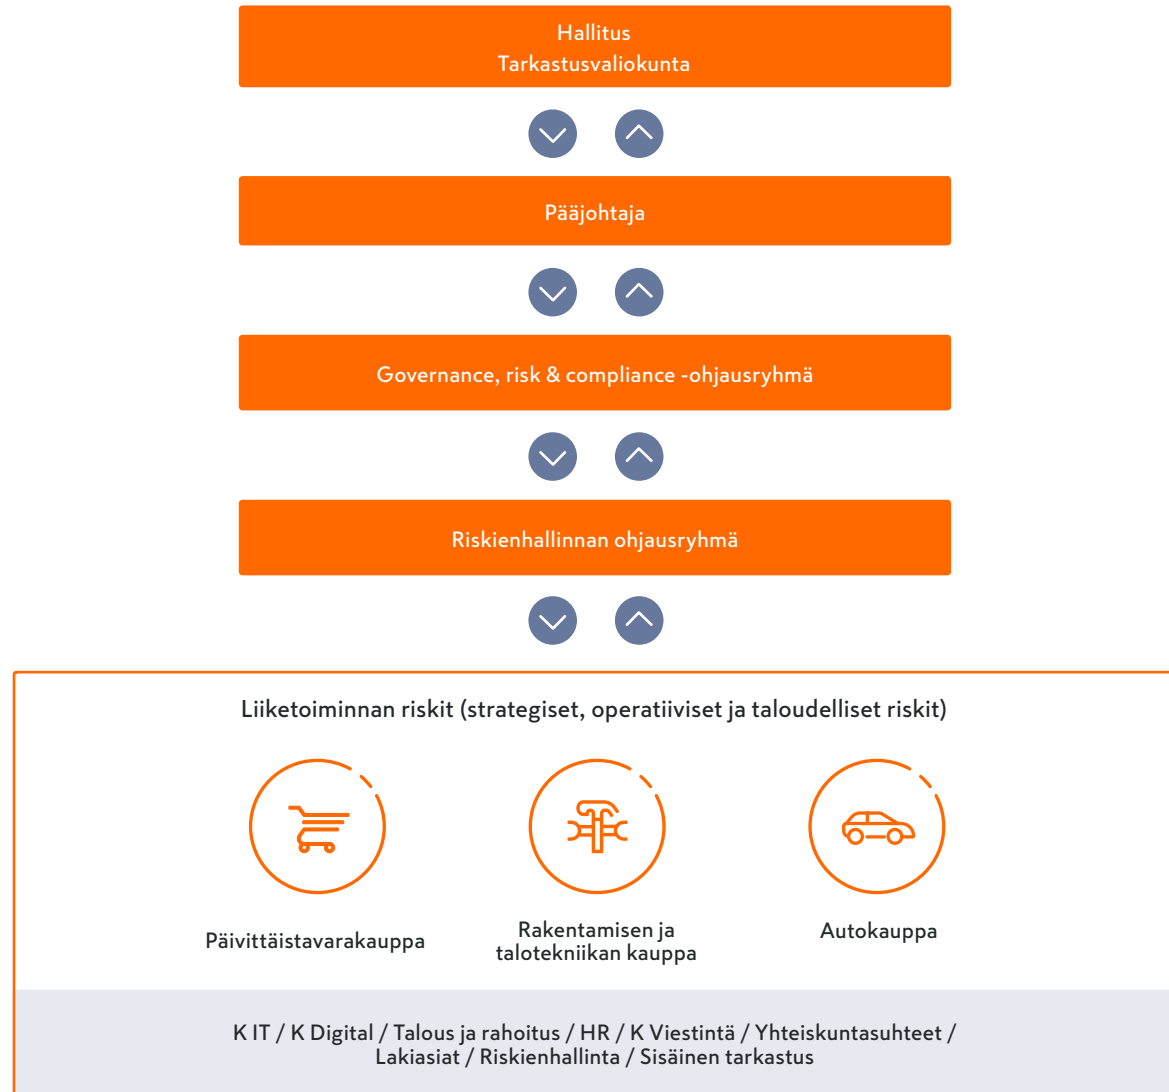 Hallitus
Tarkastusvaliokunta
Pääjohtaja
Governance, risk & compliance -ohjausryhmä
Riskienhallinnan ohjausryhmä
Liiketoiminnan riskit (strategiset, operatiiviset ja taloudelliset riskit)
Päivittäistavarakauppa
Rakentamisen ja
talotekniikan kauppa
Autokauppa
K IT / K Digital / Talous ja rahoitus / HR / K Viestintä / Yhteiskuntasuhteet /
Lakiasiat / Riskienhallinta / Sisäinen tarkastus